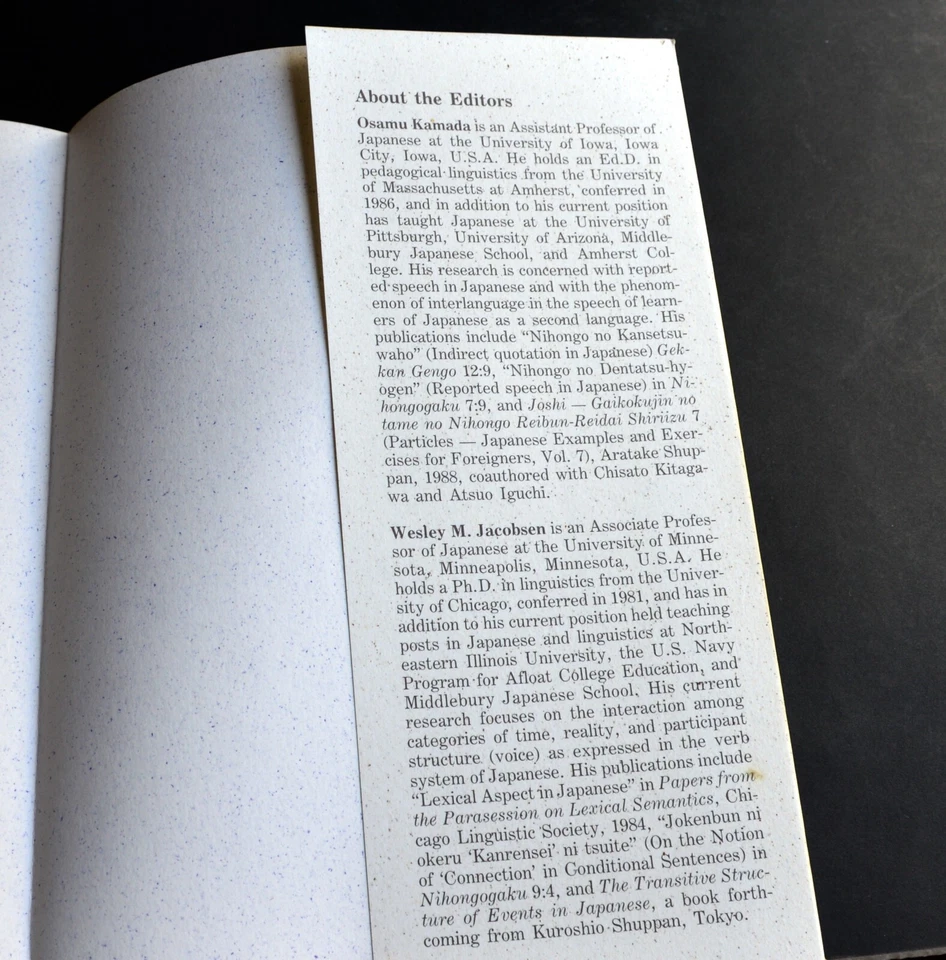 About the Editors
Osamu Kamada is an Assistant Professor of
Japanese at the University of Iowa, Iowa
City, Iowa, U.S.A. He holds an Ed.D. in
pedagogical linguistics from the University
of Massachusetts at Amherst, conferred in
1986, and in addition to his current position
has taught Japanese at the University of
Pittsburgh, University of Arizona, Middle-
bury Japanese School, and Amherst Col-
lege. His research is concerned with report-
ed speech in Japanese and with the phenom-
enon of interlanguage in the speech of learn-
ers of Japanese as a second language. His
publications include “Nihongo no Kansetsu-
waho” (Indirect quotation in Japanese) Gek-
kan Gengo 12:9, “Nihongo no Dentatsu-hy-
ogen” (Reported speech in Japanese) in Ni-
hongogaku 7:9, and Joshi — Gaikokujin no
tame no Nihongo Reibun-Reidai Shiriizu 7
(Particles — Japanese Examples and Exer-
cises for Foreigners, Vol. 7), Aratake Shup-
pan, 1988, coauthored with Chisato Kitaga-
wa and Atsuo Iguchi.
Wesley M. Jacobsen is an Associate Profes-
sor of Japanese at the University of Minne-
sota, Minneapolis, Minnesota, U.S.A. He
holds a Ph.D. in linguistics from the Univer-
sity of Chicago, conferred in 1981, and has in
addition to his current position held teaching
posts in Japanese and linguistics at North-
eastern Illinois University, the U.S. Navy
Program for Afloat College Education, and
Middlebury Japanese School. His current
research focuses on the interaction among
categories of time, reality, and participant
structure (voice) as expressed in the verb
system of Japanese. His publications include
“Lexical Aspect in Japanese” in Papers from
the Parasession on Lexical Semantics, Chi-
cago Linguistic Society, 1984, “Jokenbun ni
okeru ‘Kanrensei’ ni tsuite” (On the Notion
of ‘Connection’ in Conditional Sentences) in
Nihongogaku 9:4, and The Transitive Struc-
ture of Events in Japanese, a book forth-
coming from Kuroshio Shuppan, Tokyo.